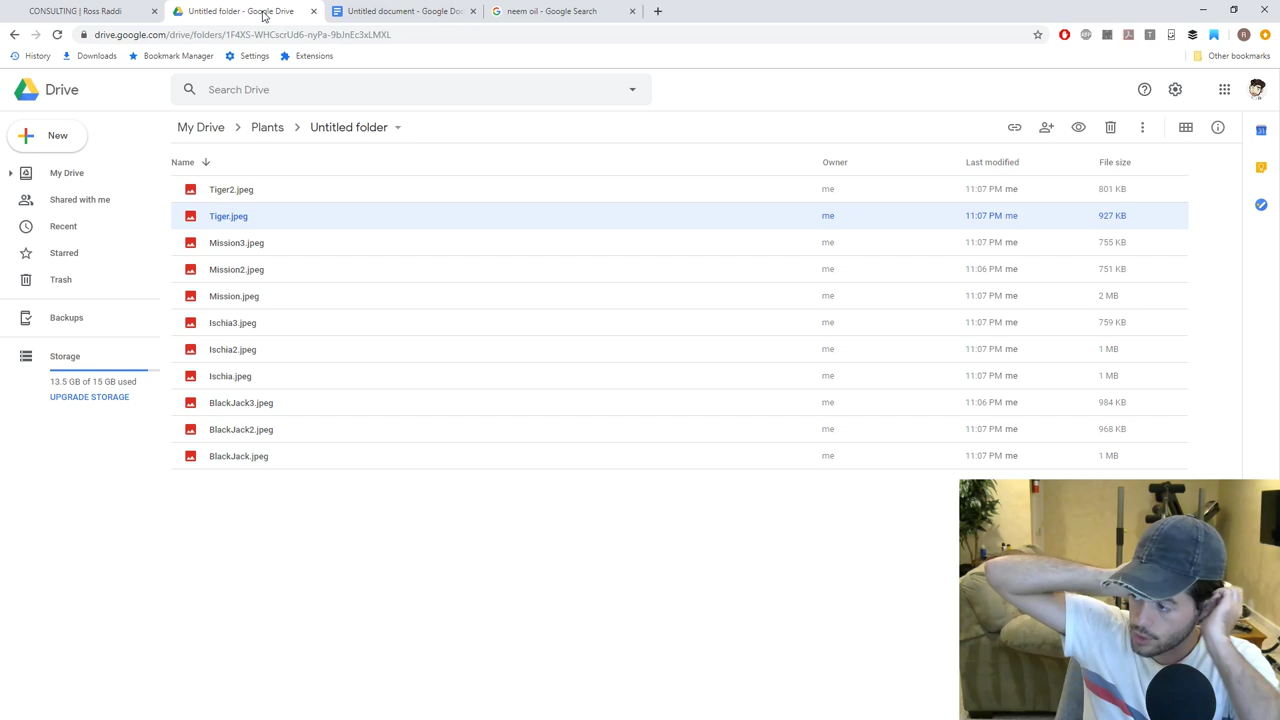 CONSULTING | Ross Raddi
Untitled folder - Google Drive
Untitled document - Google Doc
neem oil - Google Search
drive.google.com/drive/folders/1F4XS-WHCscrUd6-nyPa-9bJnEc3xLMXL
History
Downloads
Bookmark Manager
Settings
Extensions
Other bookmarks
Drive
Search Drive
New
My Drive > Plants > Untitled folder
Name
Owner
Last modified
File size
Tiger2.jpeg me 11:07 PM me 801 KB
Tiger.jpeg me 11:07 PM me 927 KB
Mission3.jpeg me 11:07 PM me 755 KB
Mission2.jpeg me 11:06 PM me 751 KB
Mission.jpeg me 11:07 PM me 2 MB
Ischia3.jpeg me 11:07 PM me 759 KB
Ischia2.jpeg me 11:07 PM me 1 MB
Ischia.jpeg me 11:07 PM me 1 MB
BlackJack3.jpeg me 11:06 PM me 984 KB
BlackJack2.jpeg me 11:07 PM me 968 KB
BlackJack.jpeg me 11:07 PM me 1 MB
My Drive
Shared with me
Recent
Starred
Trash
Backups
Storage
13.5 GB of 15 GB used
UPGRADE STORAGE